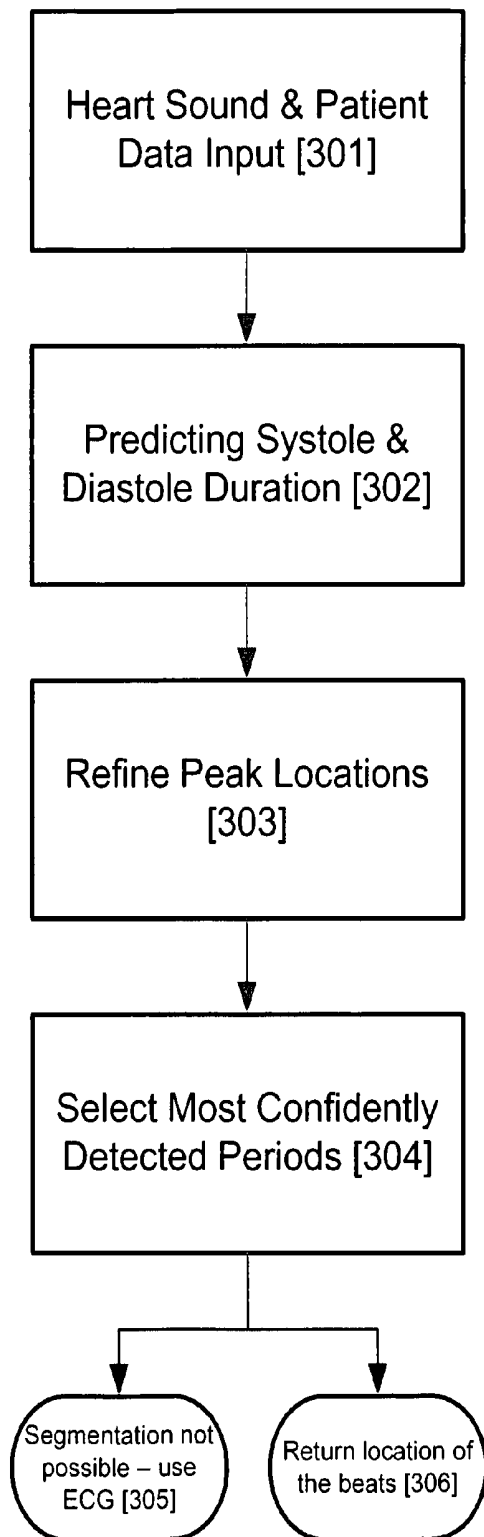 Heart Sound & Patient
Data Input [301]
Predicting Systole &
Diastole Duration [302]
Refine Peak Locations
[303]
Select Most Confidently
Detected Periods [304]
Segmentation not
possible – use
ECG [305]
Return location of
the beats [306]